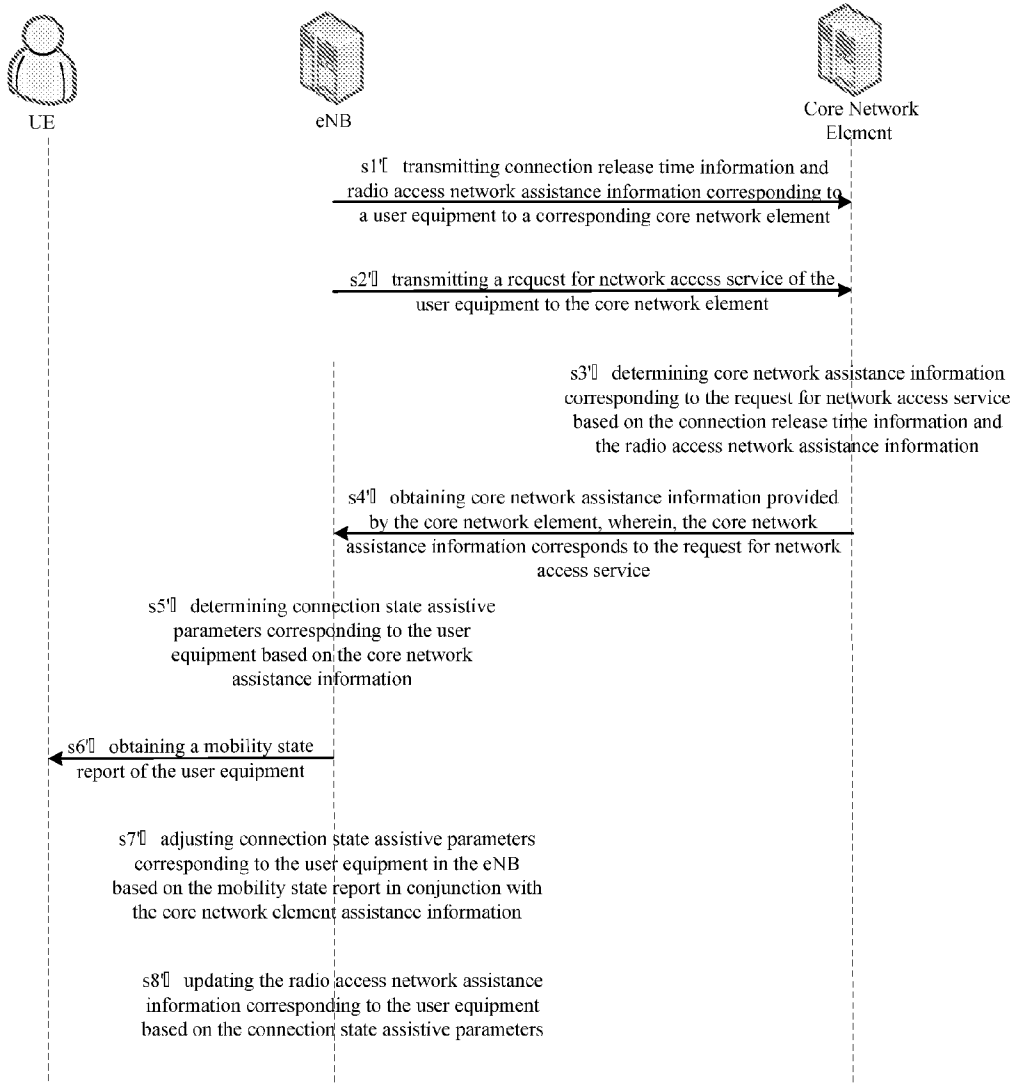 UE
eNB
Core Network
Element
s1'▯ transmitting connection release time information and
radio access network assistance information corresponding to
a user equipment to a corresponding core network element
s2'▯ transmitting a request for network access service of the
user equipment to the core network element
s3'▯ determining core network assistance information
corresponding to the request for network access service
based on the connection release time information and
the radio access network assistance information
s4'▯ obtaining core network assistance information provided
by the core network element, wherein, the core network
assistance information corresponds to the request for network
access service
s5'▯ determining connection state assistive
parameters corresponding to the user
equipment based on the core network
assistance information
s6'▯ obtaining a mobility state
report of the user equipment
s7'▯ adjusting connection state assistive parameters
corresponding to the user equipment in the eNB
based on the mobility state report in conjunction with
the core network element assistance information
s8'▯ updating the radio access network assistance
information corresponding to the user equipment
based on the connection state assistive parameters